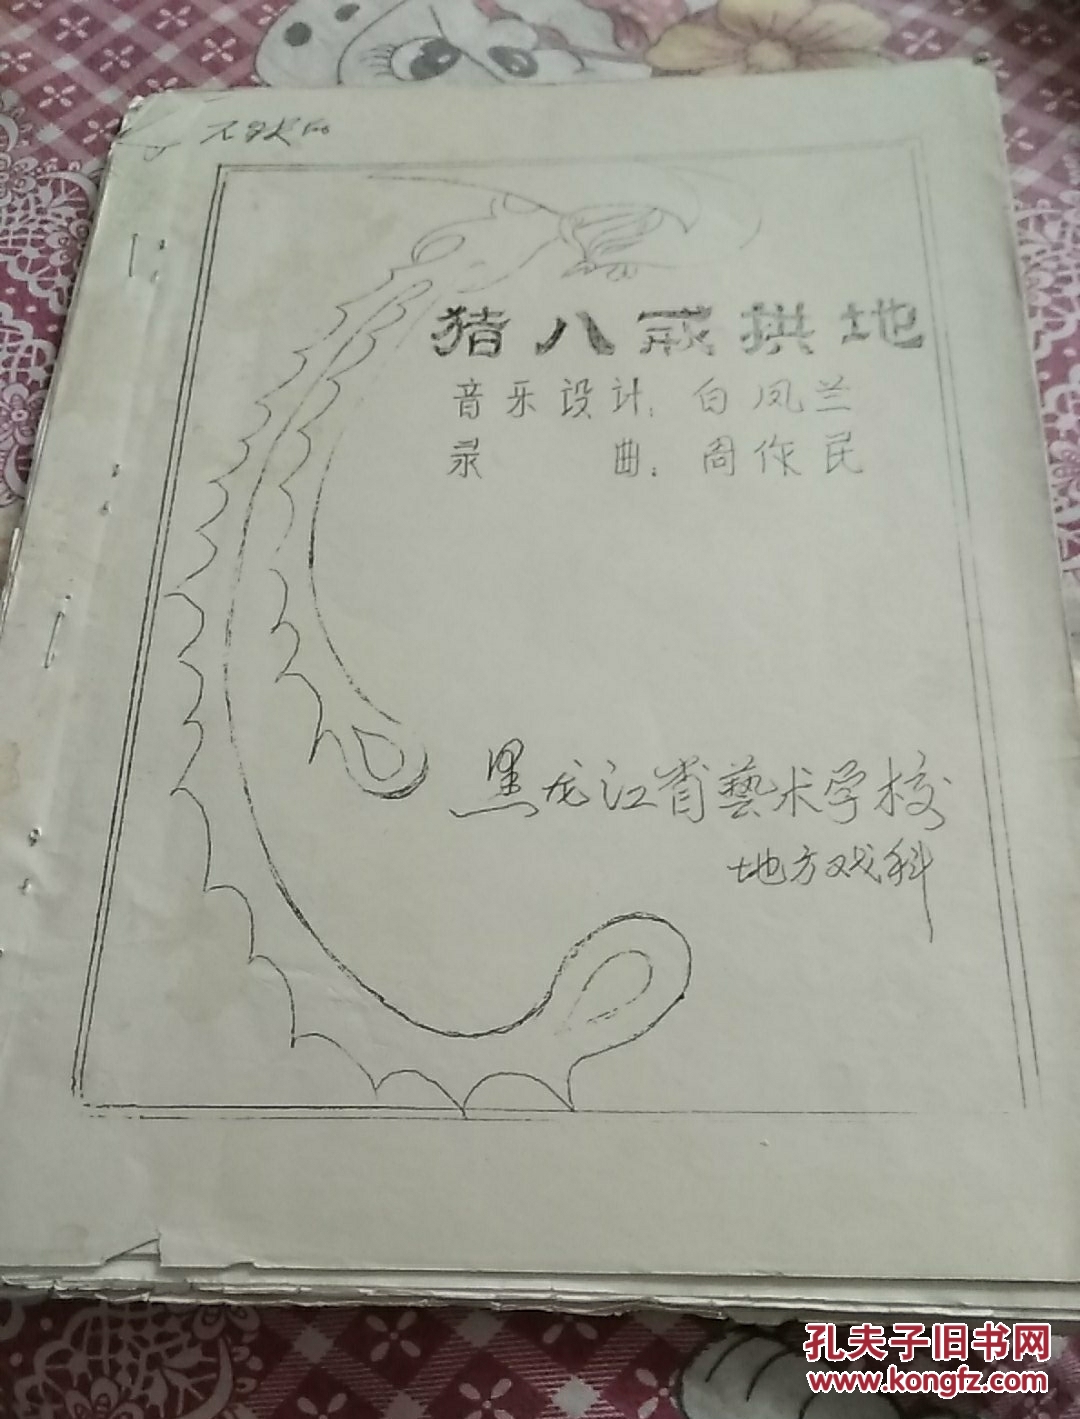 猪八戒拱地
音乐设计：白凤兰
录　　曲：周作民
黑龙江省藝术学校
地方戏科
孔夫子旧书网
www.kongfz.com